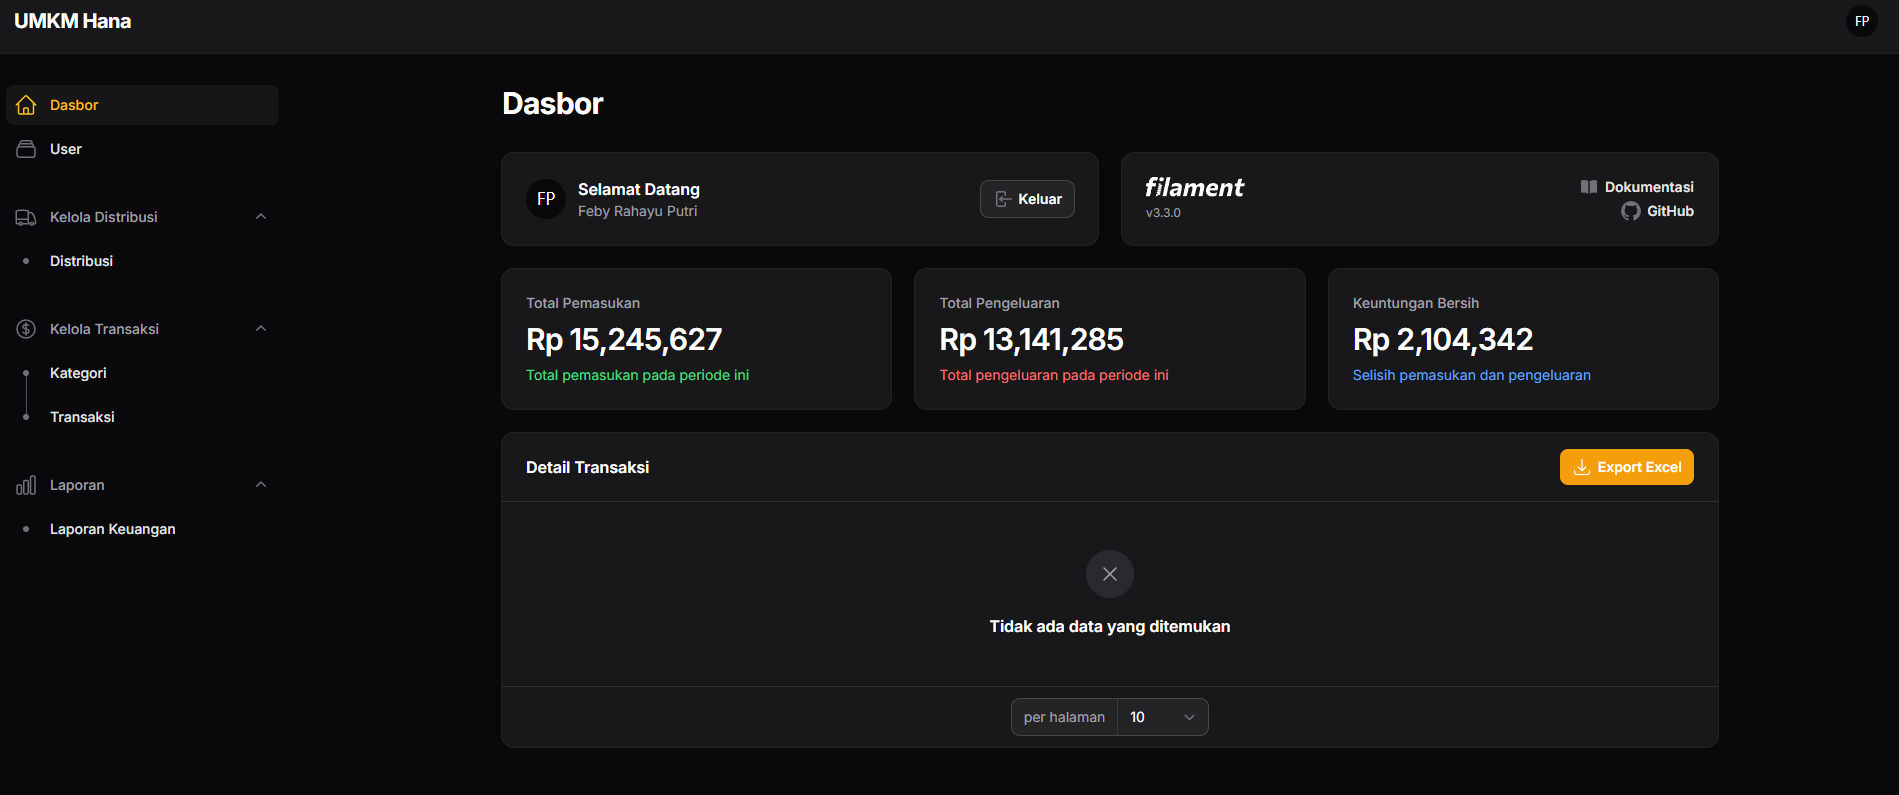 UMKM Hana
FP
Dasbor
User
Kelola Distribusi
Distribusi
Kelola Transaksi
Kategori
Transaksi
Laporan
Laporan Keuangan
Dasbor
FP
Selamat Datang
Feby Rahayu Putri
Keluar
filament
v3.3.0
Dokumentasi
GitHub
Total Pemasukan
Rp 15,245,627
Total pemasukan pada periode ini
Total Pengeluaran
Rp 13,141,285
Total pengeluaran pada periode ini
Keuntungan Bersih
Rp 2,104,342
Selisih pemasukan dan pengeluaran
Detail Transaksi
Export Excel
Tidak ada data yang ditemukan
per halaman 10